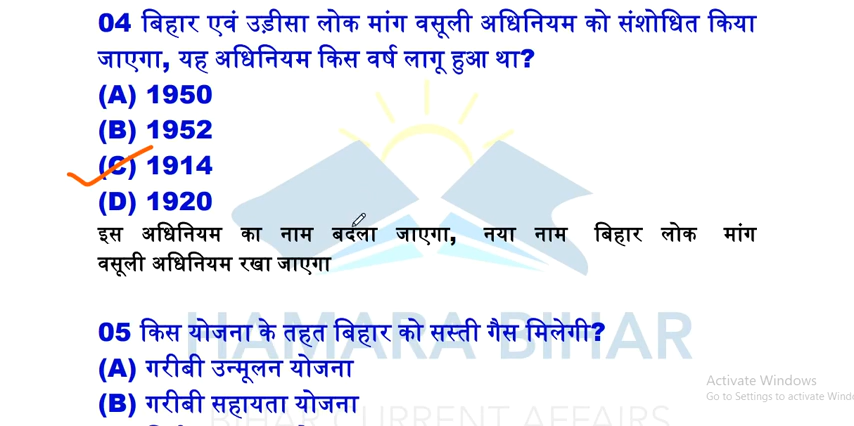 04 बिहार एवं उड़ीसा लोक मांग वसूली अधिनियम को संशोधित किया
जाएगा, यह अधिनियम किस वर्ष लागू हुआ था?
(A) 1950
(B) 1952
(C) 1914
(D) 1920
इस अधिनियम का नाम बदला जाएगा, नया नाम बिहार लोक मांग
वसूली अधिनियम रखा जाएगा
05 किस योजना के तहत बिहार को सस्ती गैस मिलेगी?
HAMARA BIHAR
(A) गरीबी उन्मूलन योजना
(B) गरीबी सहायता योजना
BIHAR CURRENT AFFAIRS
Activate Windows
Go to Settings to activate Wind